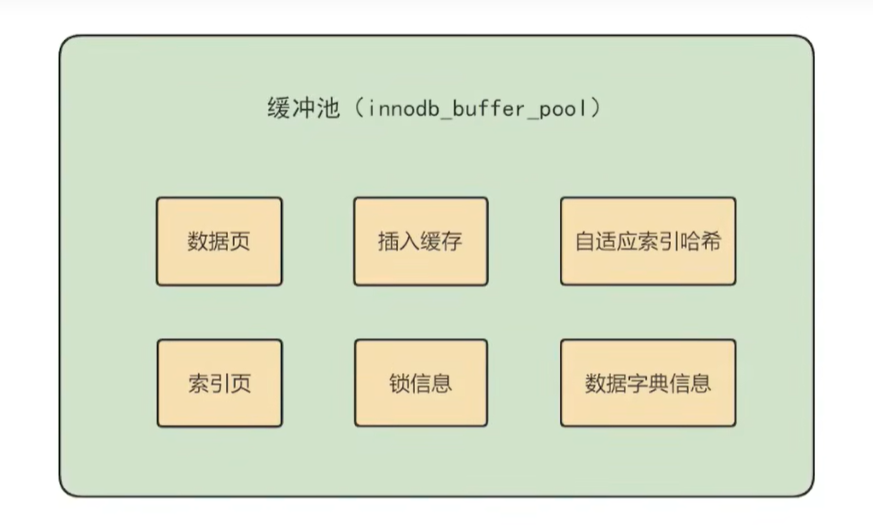 缓冲池（innodb_buffer_pool）
数据页
插入缓存
自适应索引哈希
索引页
锁信息
数据字典信息